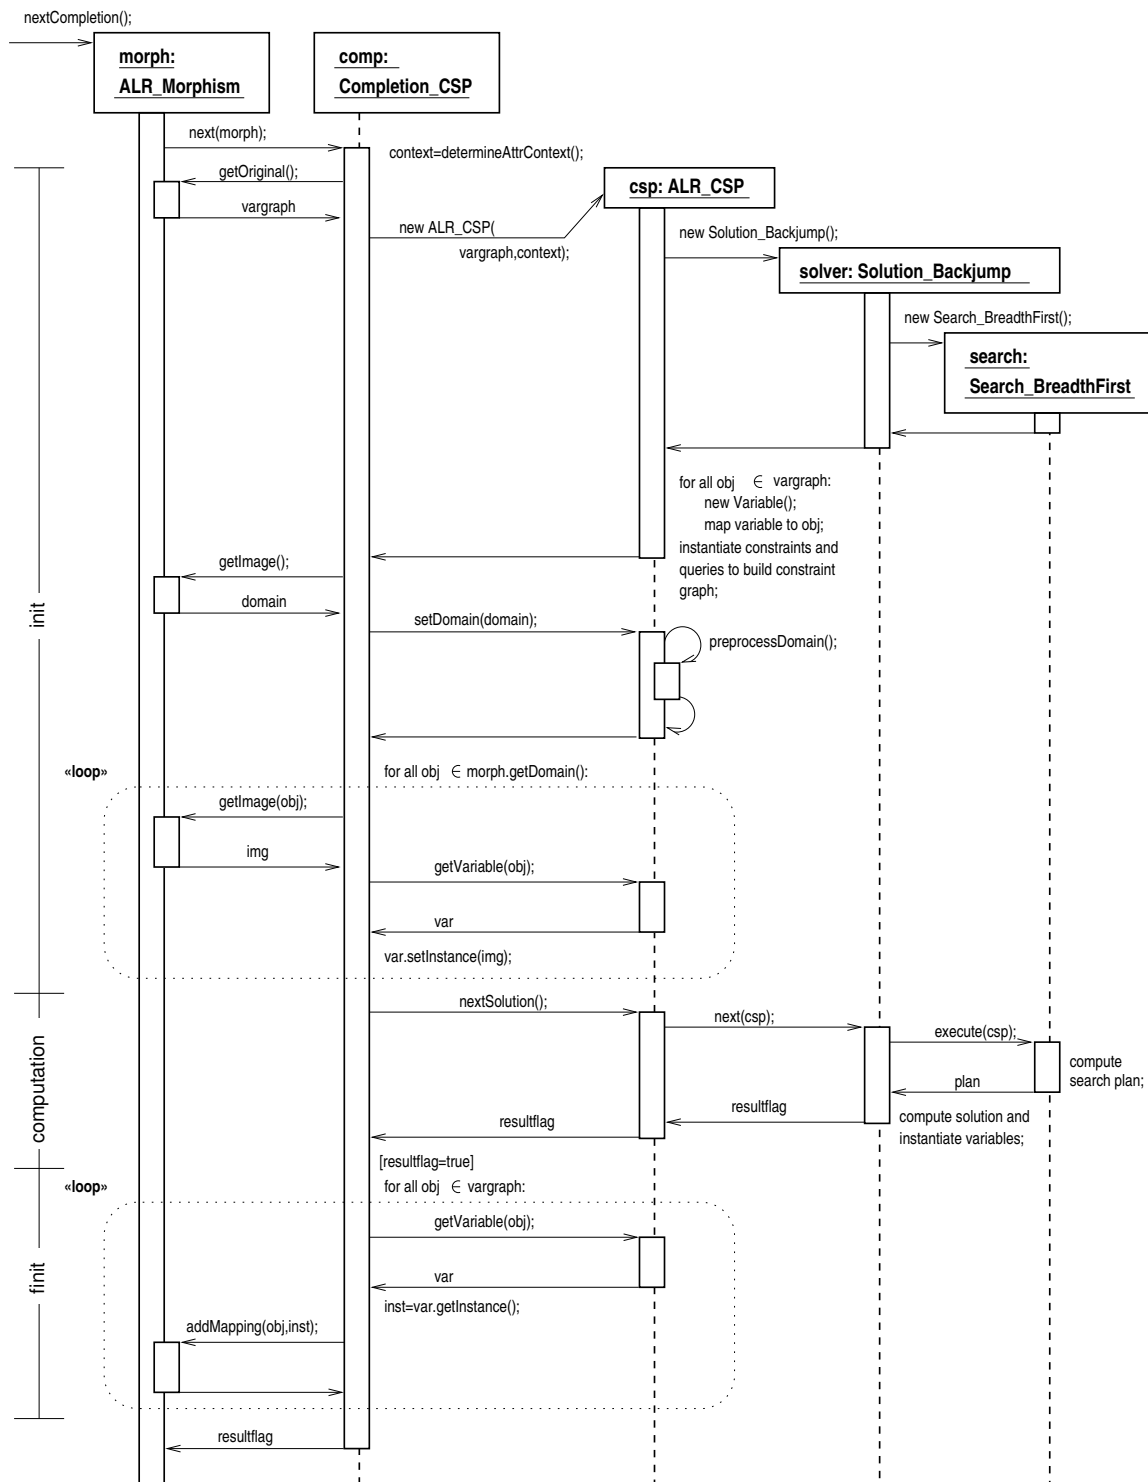 nextCompletion();
morph:
ALR_Morphism
comp:
Completion_CSP
next(morph);
context=determineAttrContext();
getOriginal();
vargraph
csp: ALR_CSP
new ALR_CSP(
vargraph,context);
new Solution_Backjump();
solver: Solution_Backjump
new Search_BreadthFirst();
search:
Search_BreadthFirst
for all obj ∈ vargraph:
new Variable();
map variable to obj;
instantiate constraints and
queries to build constraint
graph;
getImage();
domain
init
setDomain(domain);
preprocessDomain();
«loop»
for all obj ∈ morph.getDomain():
getImage(obj);
img
getVariable(obj);
var
var.setInstance(img);
nextSolution();
next(csp);
execute(csp);
computation
compute
search plan;
plan
resultflag
compute solution and
instantiate variables;
resultflag
[resultflag=true]
«loop»
for all obj ∈ vargraph:
getVariable(obj);
var
finit
inst=var.getInstance();
addMapping(obj,inst);
resultflag